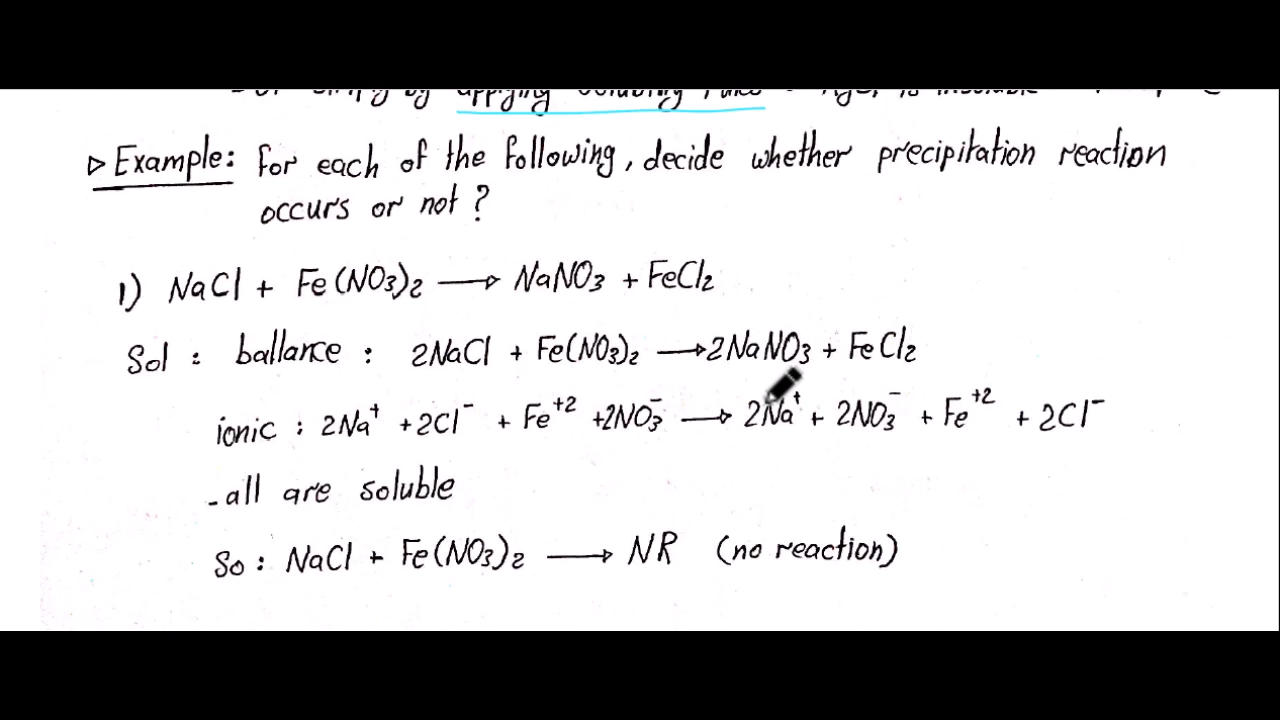 by applying
▷ Example: for each of the following, decide whether precipitation reaction
occurs or not ?
1) NaCl + Fe(NO₃)₂ → NaNO₃ + FeCl₂
Sol : ballance : 2NaCl + Fe(NO₃)₂ → 2NaNO₃ + FeCl₂
ionic : 2Na⁺ + 2Cl⁻ + Fe⁺² + 2NO₃⁻ → 2Na⁺ + 2NO₃⁻ + Fe⁺² + 2Cl⁻
- all are soluble
So : NaCl + Fe(NO₃)₂ → NR (no reaction)